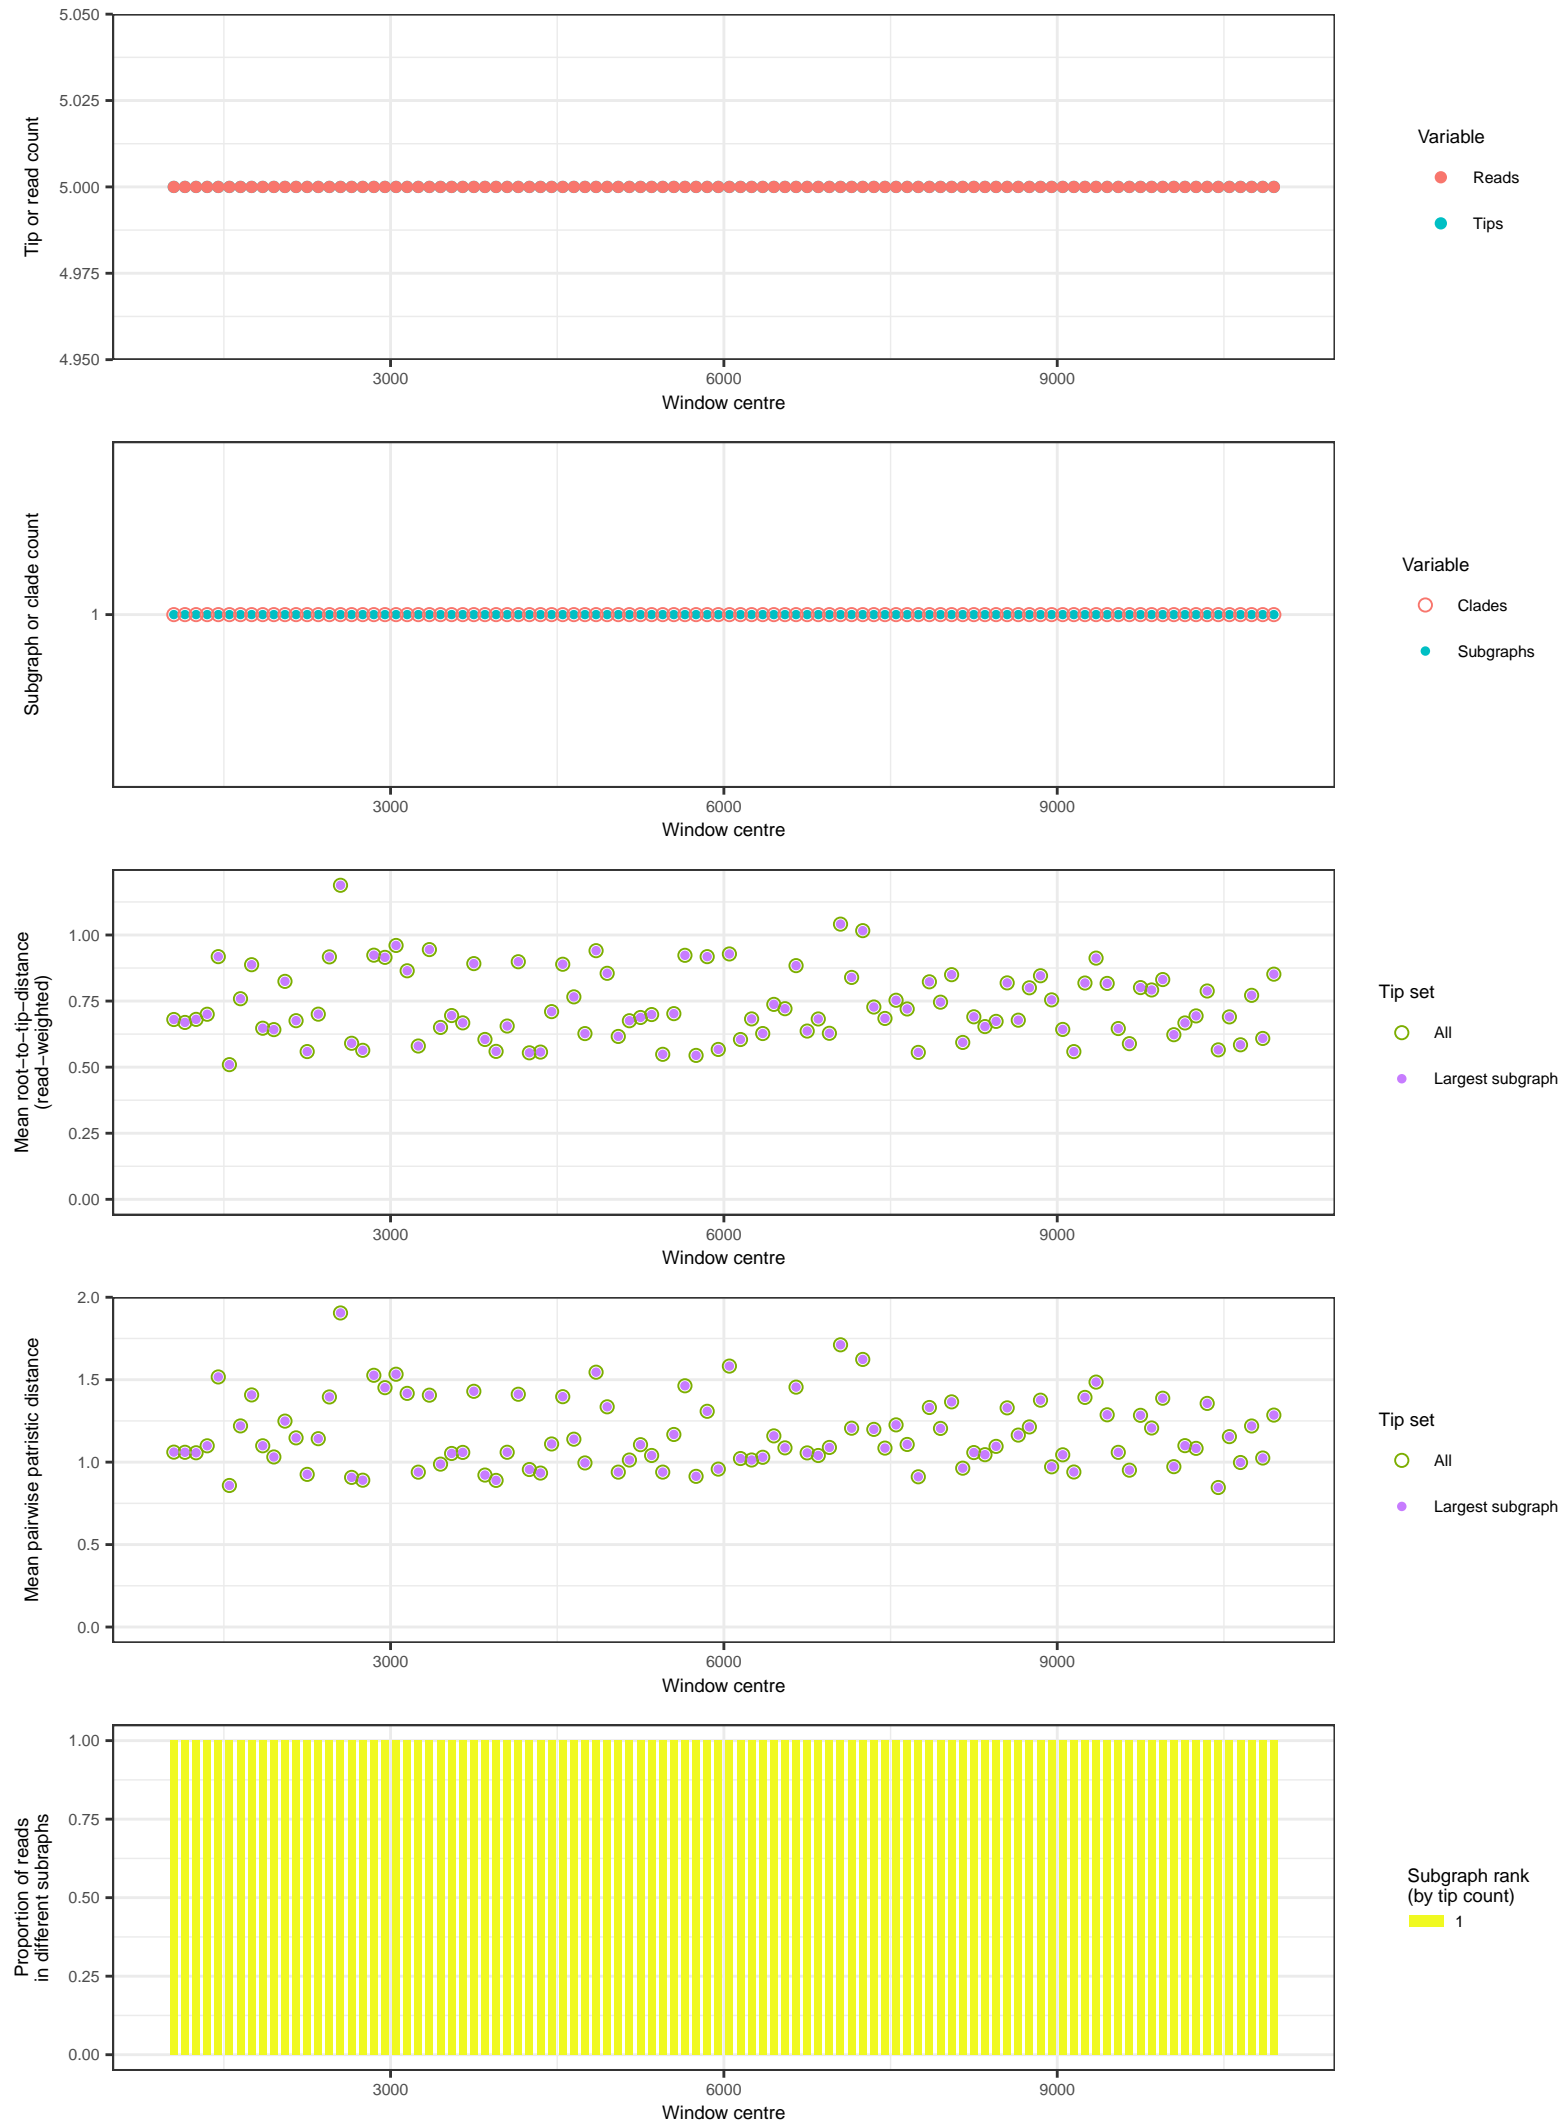 5.050
5.025
5.000
4.975
4.950
Tip or read count
3000
6000
9000
Window centre
Variable
Reads
Tips
Subgraph or clade count
1
3000
6000
9000
Window centre
Variable
Clades
Subgraphs
Mean root−to−tip−distance
(read−weighted)
1.00
0.75
0.50
0.25
0.00
3000
6000
9000
Window centre
Tip set
All
Largest subgraph
Mean pairwise patristic distance
2.0
1.5
1.0
0.5
0.0
3000
6000
9000
Window centre
Tip set
All
Largest subgraph
Proportion of reads
in different subraphs
1.00
0.75
0.50
0.25
0.00
3000
6000
9000
Window centre
Subgraph rank
(by tip count)
1